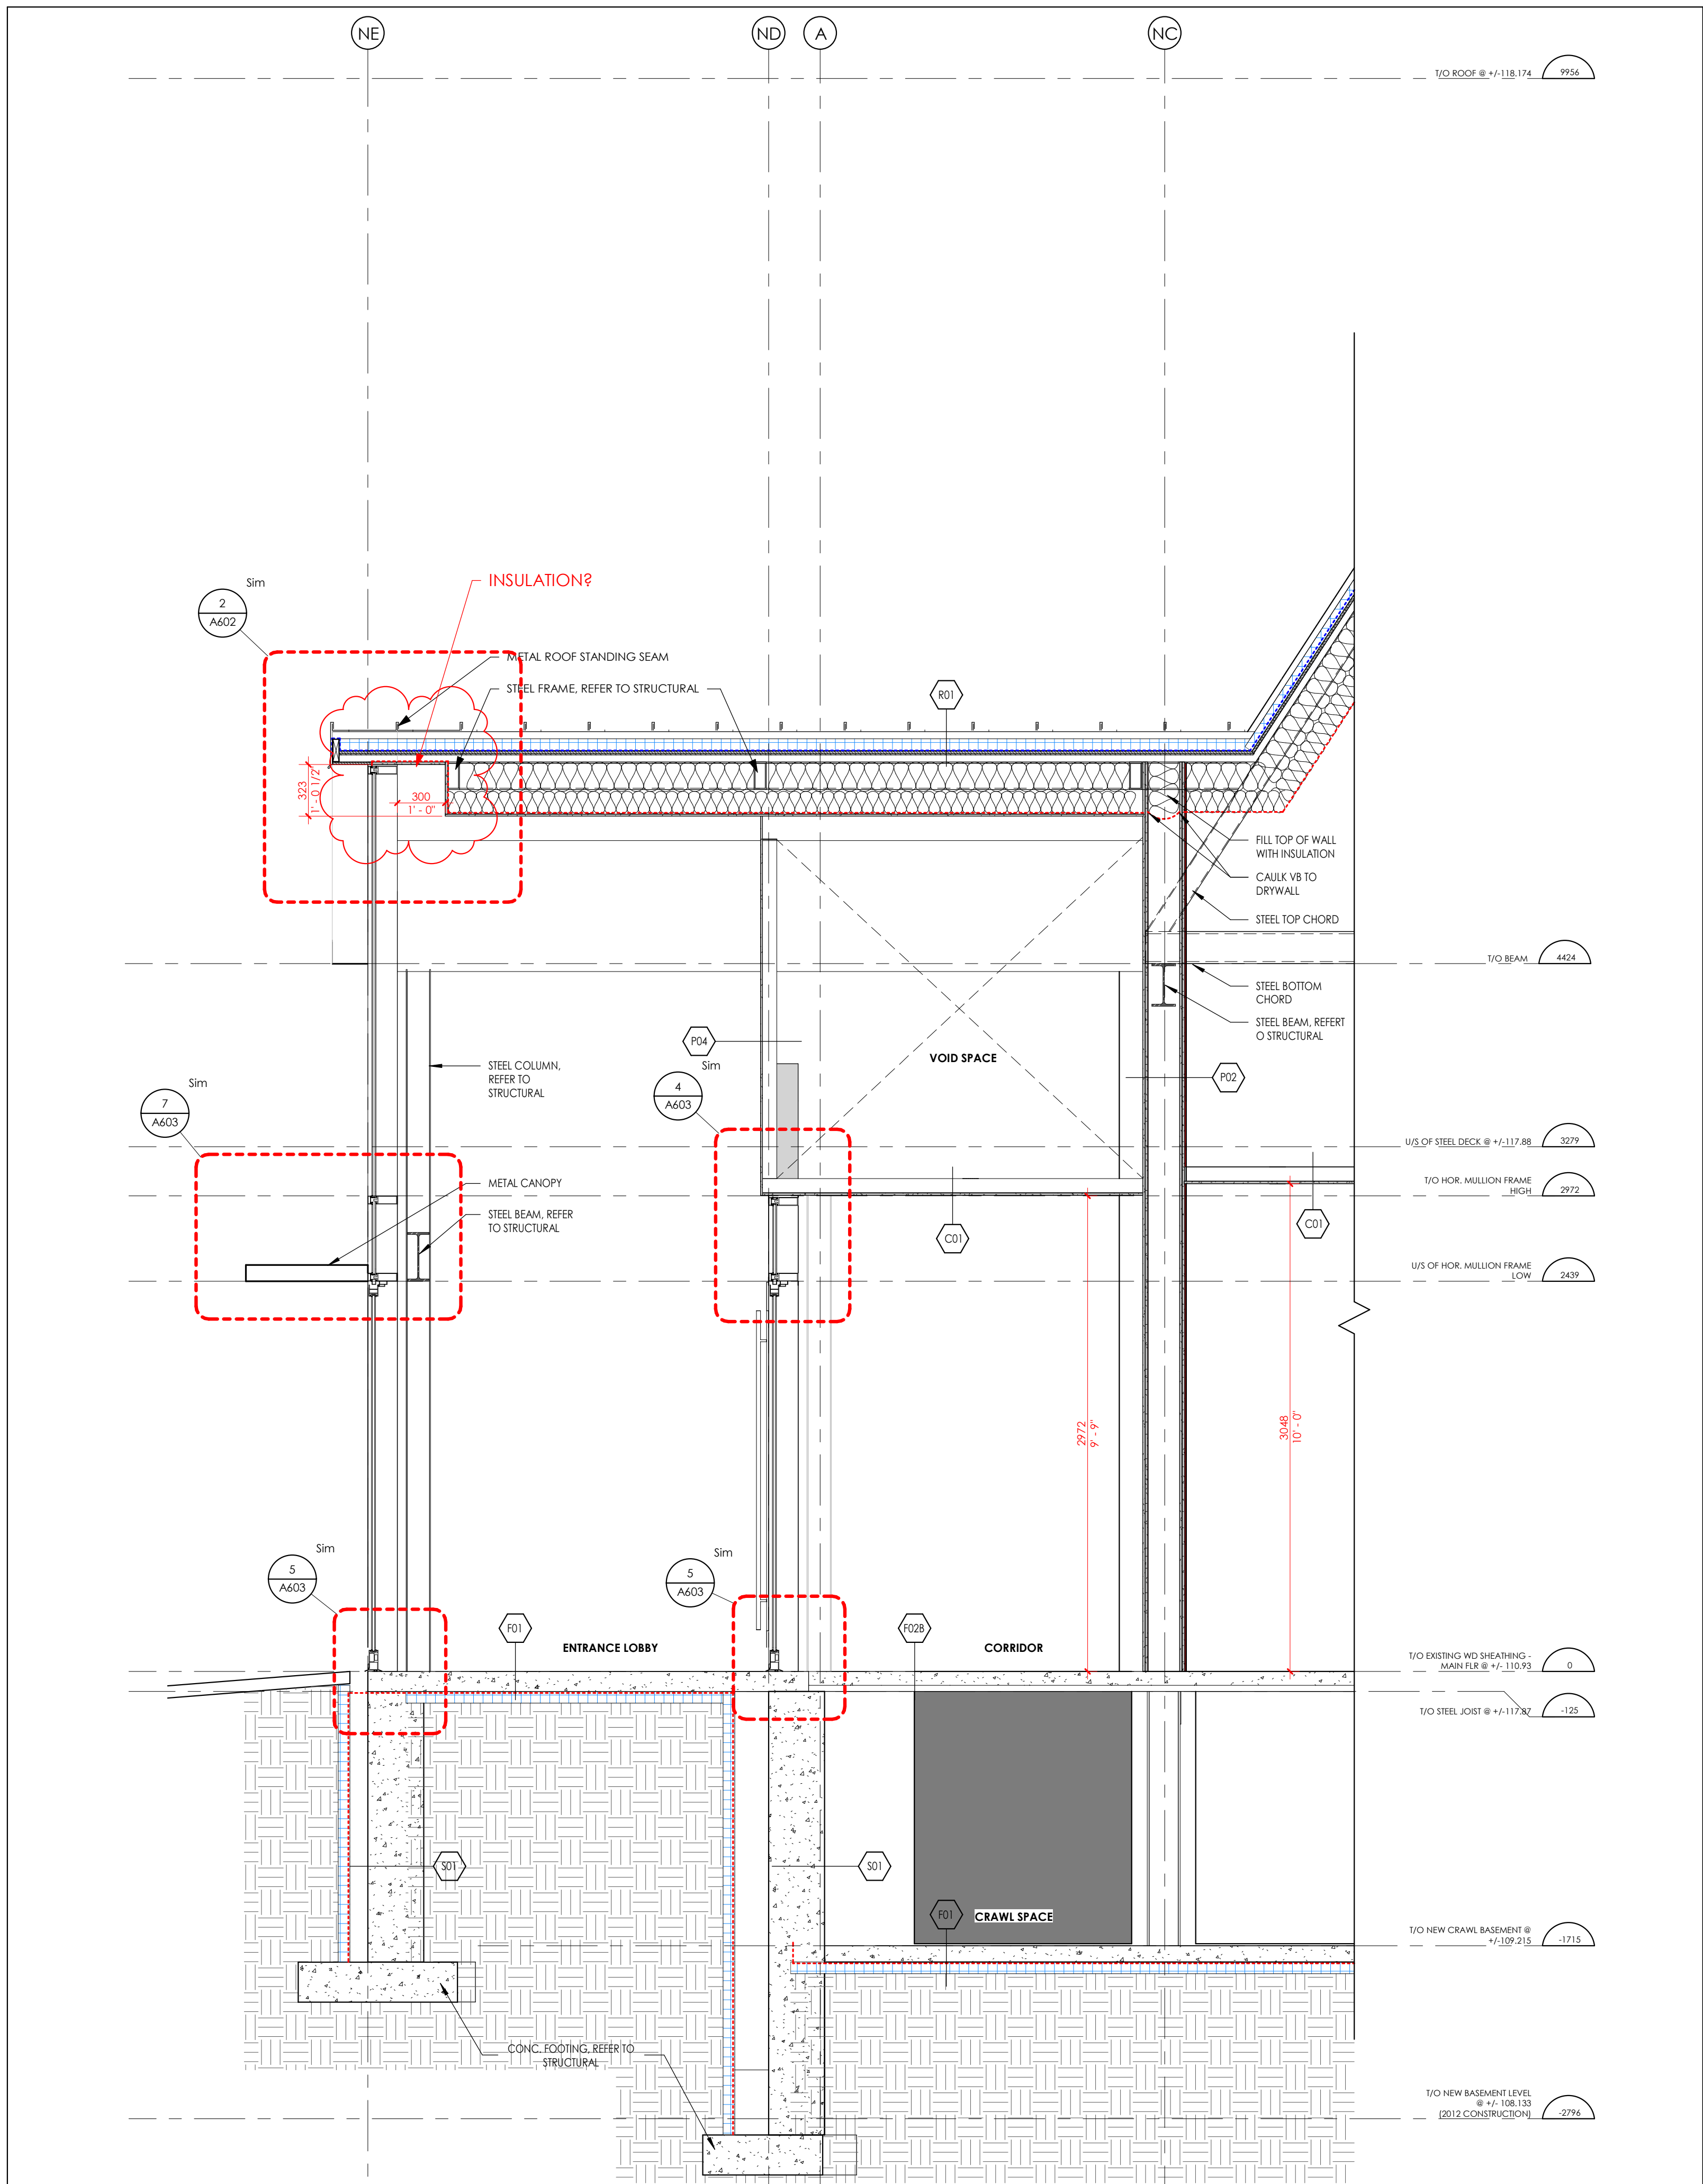 NE
ND
A
NC
T/O ROOF @ +/-118.174
9956
Sim
2
A602
INSULATION?
METAL ROOF STANDING SEAM
STEEL FRAME, REFER TO STRUCTURAL
R01
323
1' - 0 1/2"
300
1' - 0"
FILL TOP OF WALL
WITH INSULATION
CAULK VB TO
DRYWALL
STEEL TOP CHORD
T/O BEAM
4424
STEEL BOTTOM
CHORD
STEEL BEAM, REFERT
O STRUCTURAL
P04
VOID SPACE
P02
STEEL COLUMN,
REFER TO
STRUCTURAL
Sim
4
A603
Sim
7
A603
U/S OF STEEL DECK @ +/-117.88
3279
METAL CANOPY
T/O HOR. MULLION FRAME
HIGH
2972
STEEL BEAM, REFER
TO STRUCTURAL
C01
C01
U/S OF HOR. MULLION FRAME
LOW
2439
2972
9' - 9"
3048
10' - 0"
Sim
5
A603
Sim
5
A603
F01
ENTRANCE LOBBY
F02B
CORRIDOR
T/O EXISTING WD SHEATHING -
MAIN FLR @ +/- 110.93
0
T/O STEEL JOIST @ +/-117.87
-125
S01
S01
F01
CRAWL SPACE
T/O NEW CRAWL BASEMENT @
+/-109.215
-1715
CONC. FOOTING, REFER TO
STRUCTURAL
T/O NEW BASEMENT LEVEL
@ +/- 108.133
(2012 CONSTRUCTION)
-2796